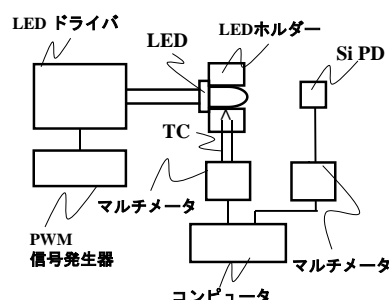 LED ドライバ
LED
LEDホルダー
Si PD
TC
マルチメータ
PWM
信号発生器
コンピュータ
マルチメータ